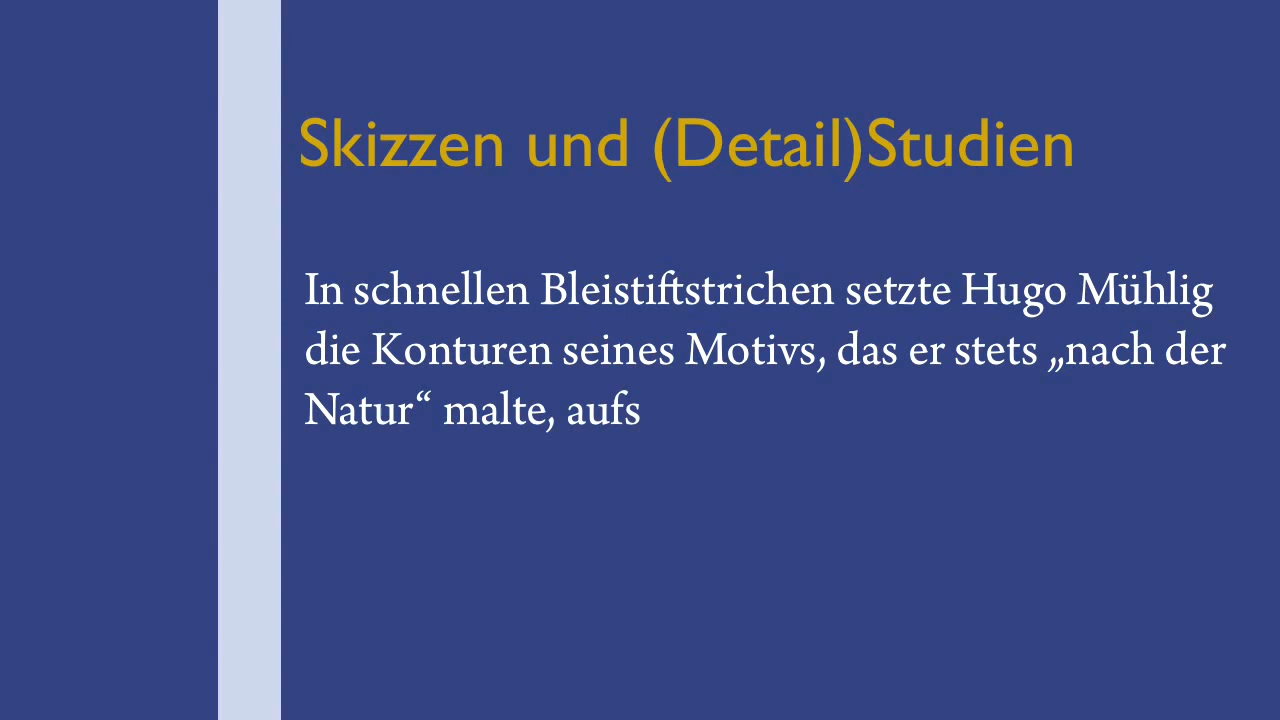 Skizzen und (Detail)Studien
In schnellen Bleistiftstrichen setzte Hugo Mühlig
die Konturen seines Motivs, das er stets „nach der
Natur“ malte, aufs